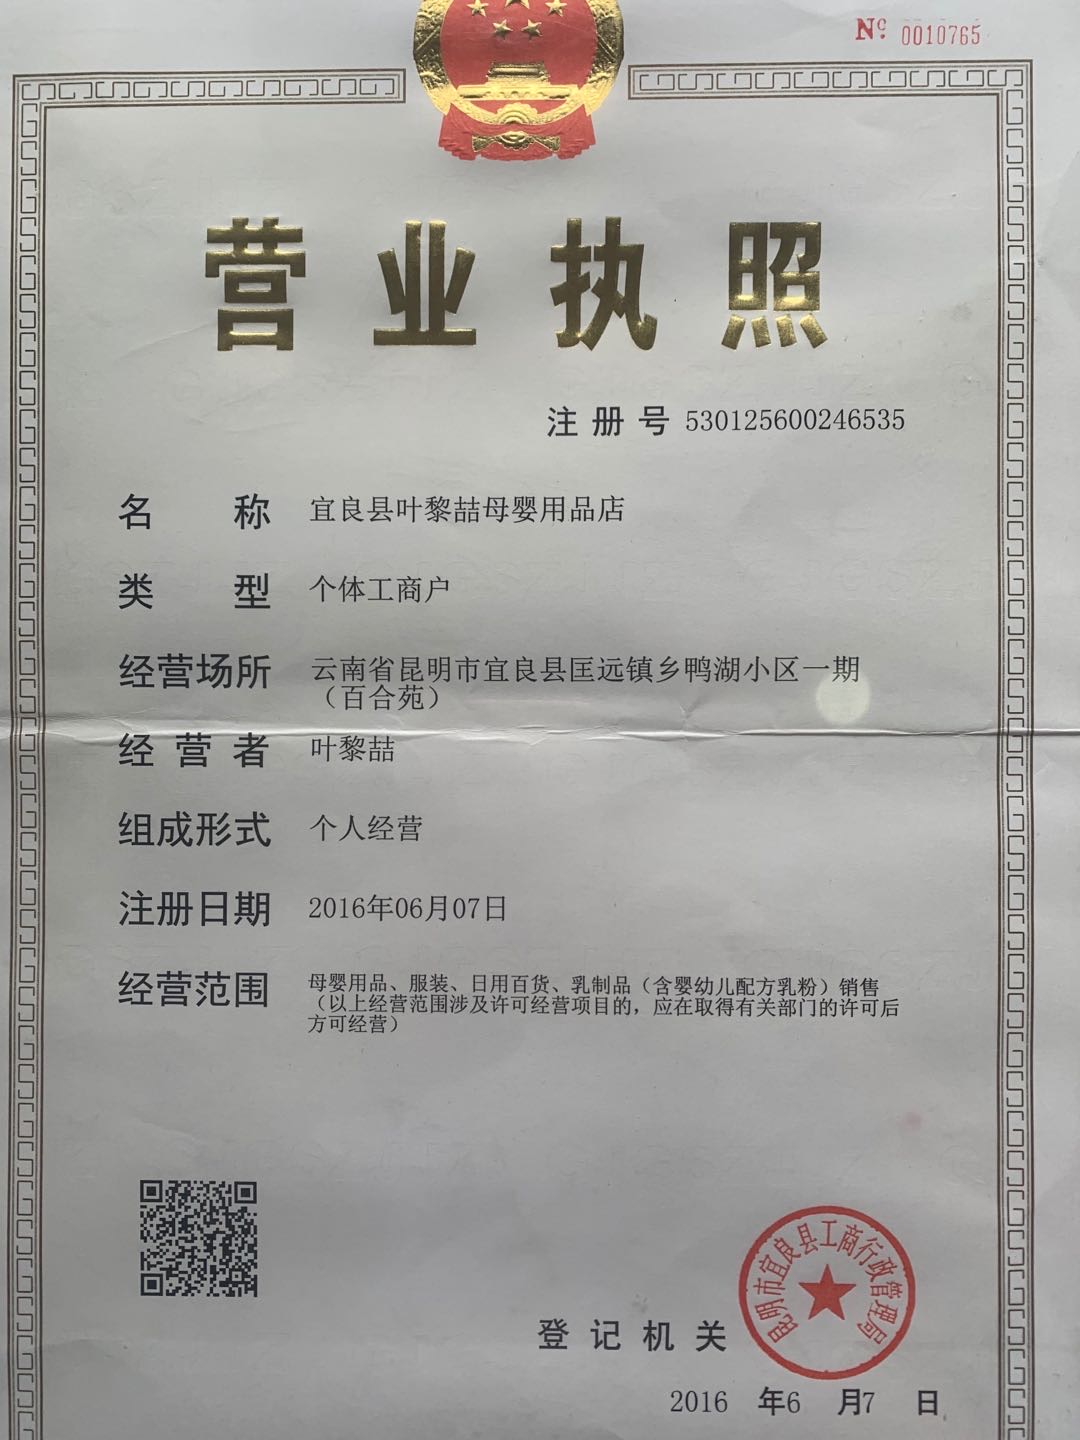 Nº 0010765
营业执照
注册号 530125600246535
名称 宜良县叶黎喆母婴用品店
类型 个体工商户
经营场所 云南省昆明市宜良县匡远镇乡鸭湖小区一期
（百合苑）
经营者 叶黎喆
组成形式 个人经营
注册日期 2016年06月07日
经营范围 母婴用品、服装、日用百货、乳制品（含婴幼儿配方乳粉）销售
（以上经营范围涉及许可经营项目的，应在取得有关部门的许可后
方可经营）
昆明市宜良县工商行政管理局
登记机关
2016 年6 月7 日